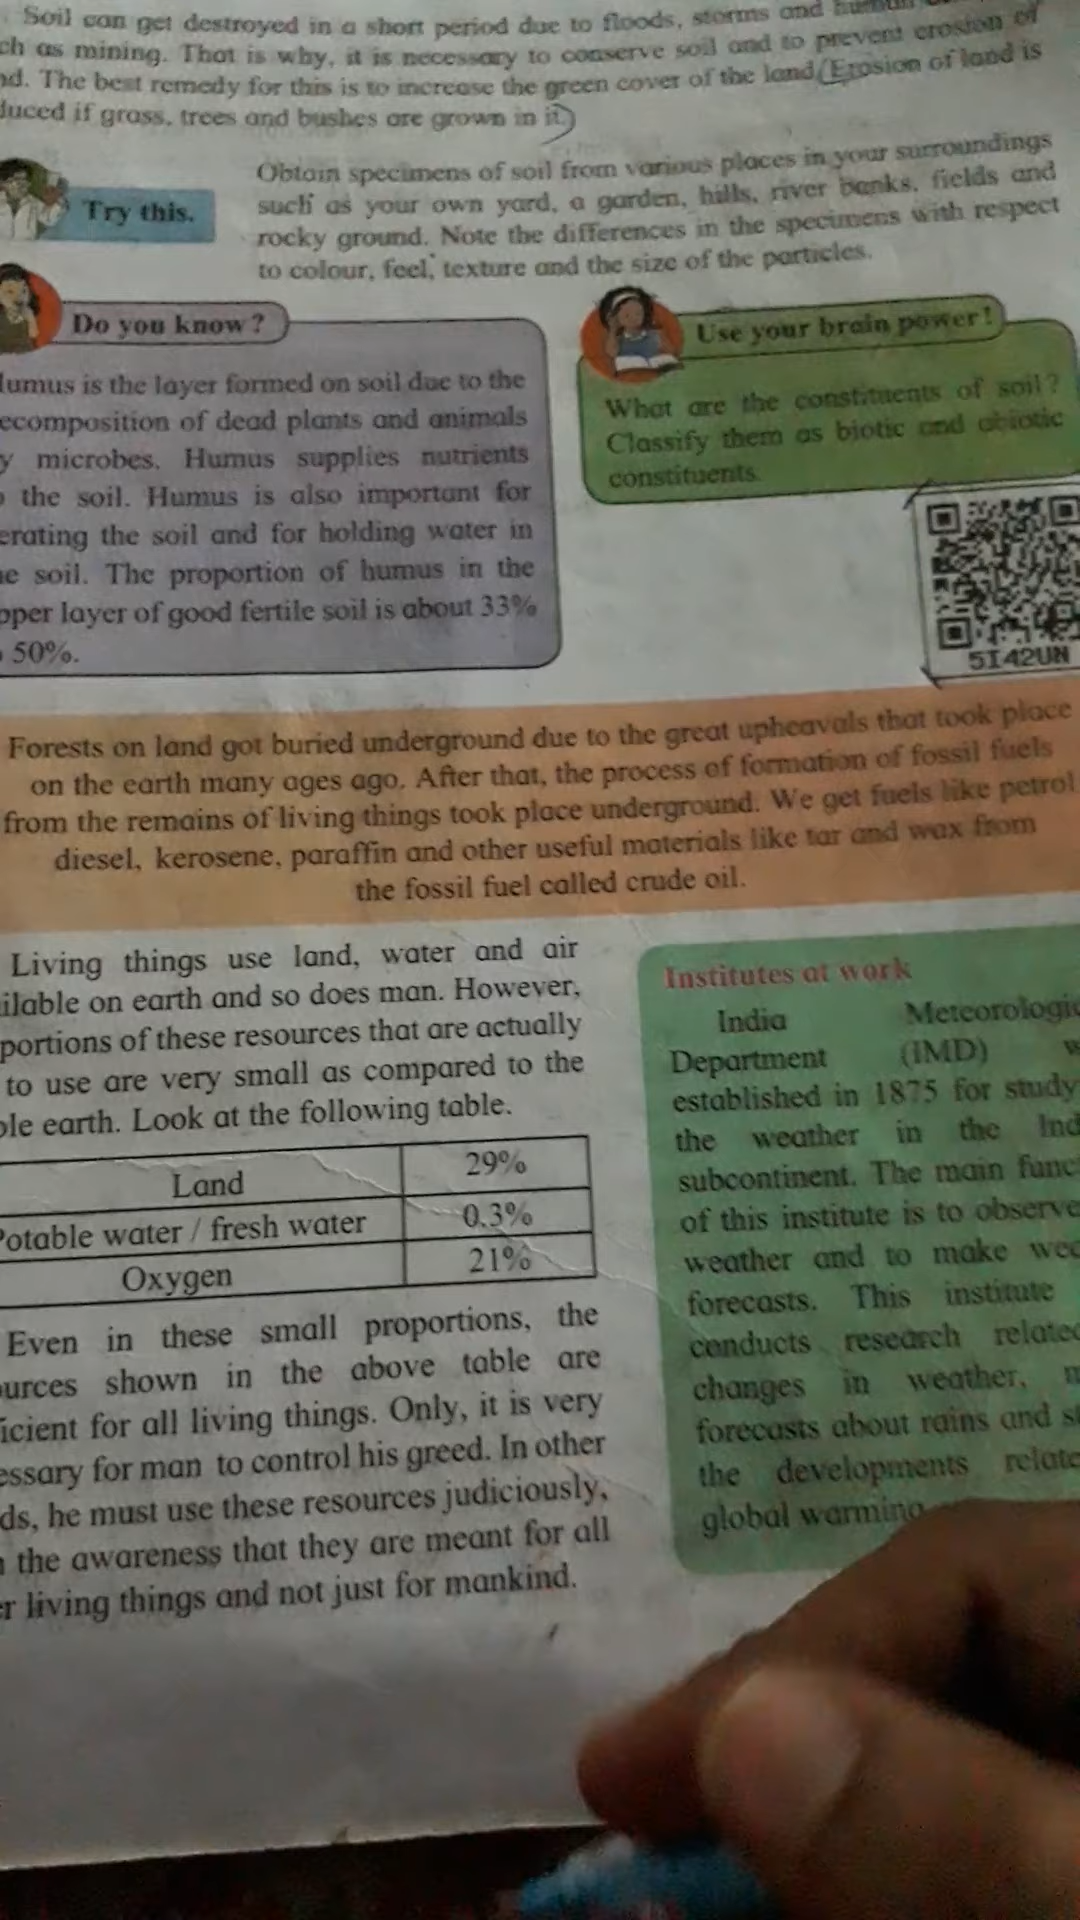 Soil can get destroyed in a short period due to floods, storms and human
ch as mining. That is why, it is necessary to conserve soil and to prevent erosion of
nd. The best remedy for this is to increase the green cover of the land. (Erosion of land is
duced if grass, trees and bushes are grown in it.)
Try this.
Obtain specimens of soil from various places in your surroundings
such as your own yard, a garden, hills, river banks, fields and
rocky ground. Note the differences in the specimens with respect
to colour, feel, texture and the size of the particles.
Do you know?
umus is the layer formed on soil due to the
ecomposition of dead plants and animals
y microbes. Humus supplies nutrients
the soil. Humus is also important for
erating the soil and for holding water in
e soil. The proportion of humus in the
pper layer of good fertile soil is about 33%
50%.
Use your brain power!
What are the constituents of soil?
Classify them as biotic and abiotic
constituents.
5I42UN
Forests on land got buried underground due to the great upheavals that took place
on the earth many ages ago. After that, the process of formation of fossil fuels
from the remains of living things took place underground. We get fuels like petrol
diesel, kerosene, paraffin and other useful materials like tar and wax from
the fossil fuel called crude oil.
Living things use land, water and air
ilable on earth and so does man. However,
portions of these resources that are actually
to use are very small as compared to the
ole earth. Look at the following table.
Land 29%
Potable water / fresh water 0.3%
Oxygen 21%
Even in these small proportions, the
urces shown in the above table are
icient for all living things. Only, it is very
essary for man to control his greed. In other
ds, he must use these resources judiciously,
the awareness that they are meant for all
er living things and not just for mankind.
Institutes at work
India Meteorologic
Department (IMD) w
established in 1875 for study
the weather in the Ind
subcontinent. The main func
of this institute is to observe
weather and to make wea
forecasts. This institute
conducts research related
changes in weather, m
forecasts about rains and st
the developments relate
global warming